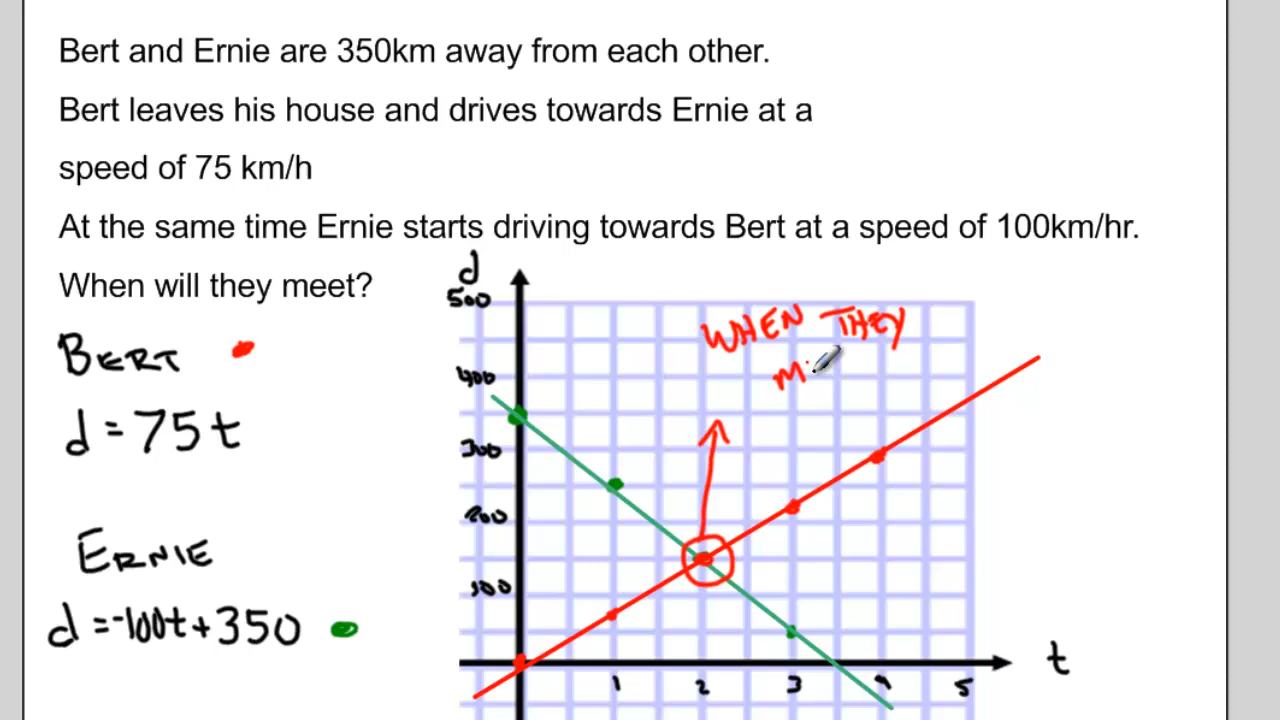 Bert and Ernie are 350km away from each other.
Bert leaves his house and drives towards Ernie at a
speed of 75 km/h
At the same time Ernie starts driving towards Bert at a speed of 100km/hr.
When will they meet?
d
500
WHEN THEY
M
BERT
400
d = 75t
300
200
ERNIE
100
d = -100t + 350
t
1 2 3 4 5